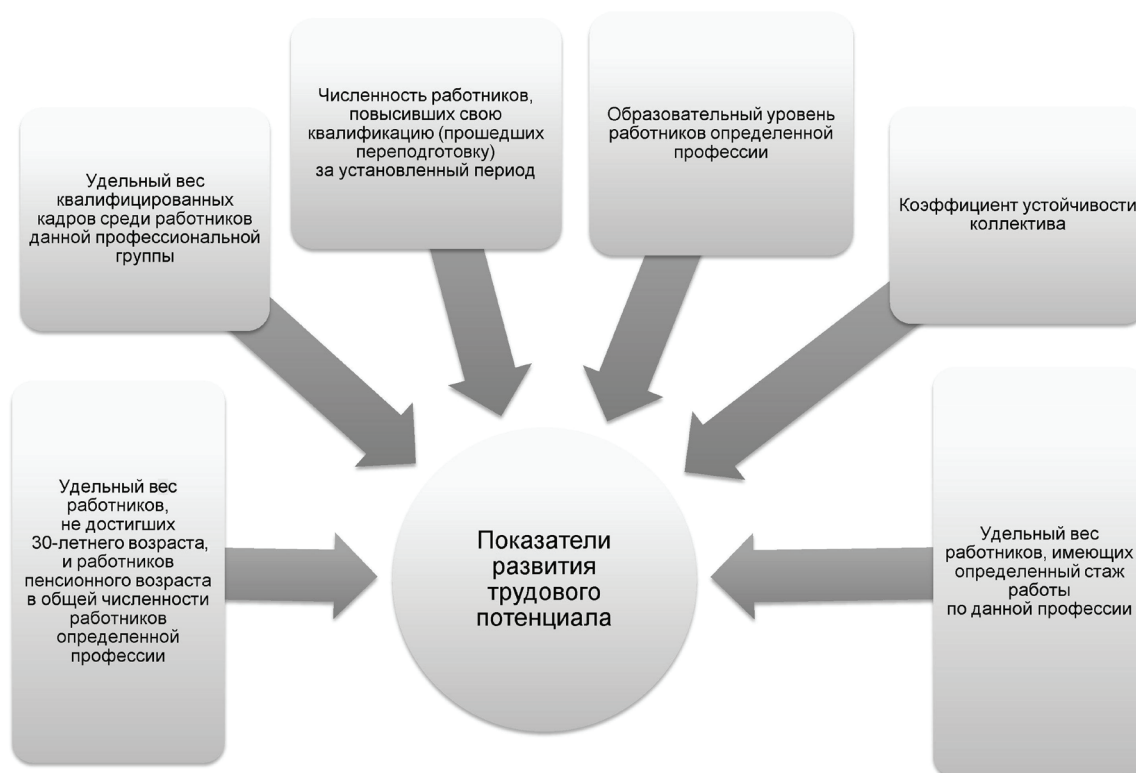 Численность работников,
повысивших свою
квалификацию (прошедших
переподготовку)
за установленный период
Образовательный уровень
работников определенной
профессии
Удельный вес
квалифицированных
кадров среди работников
данной профессиональной
группы
Коэффициент устойчивости
коллектива
Удельный вес
работников,
не достигших
30-летнего возраста,
и работников
пенсионного возраста
в общей численности
работников
определенной
профессии
Показатели
развития
трудового
потенциала
Удельный вес
работников, имеющих
определенный стаж
работы
по данной профессии